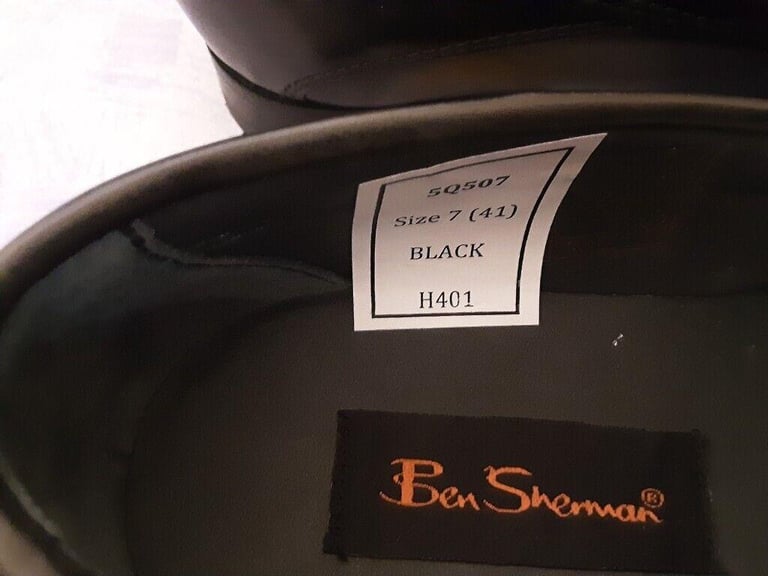 5Q507
Size 7 (41)
BLACK
H401
Ben Sherman®